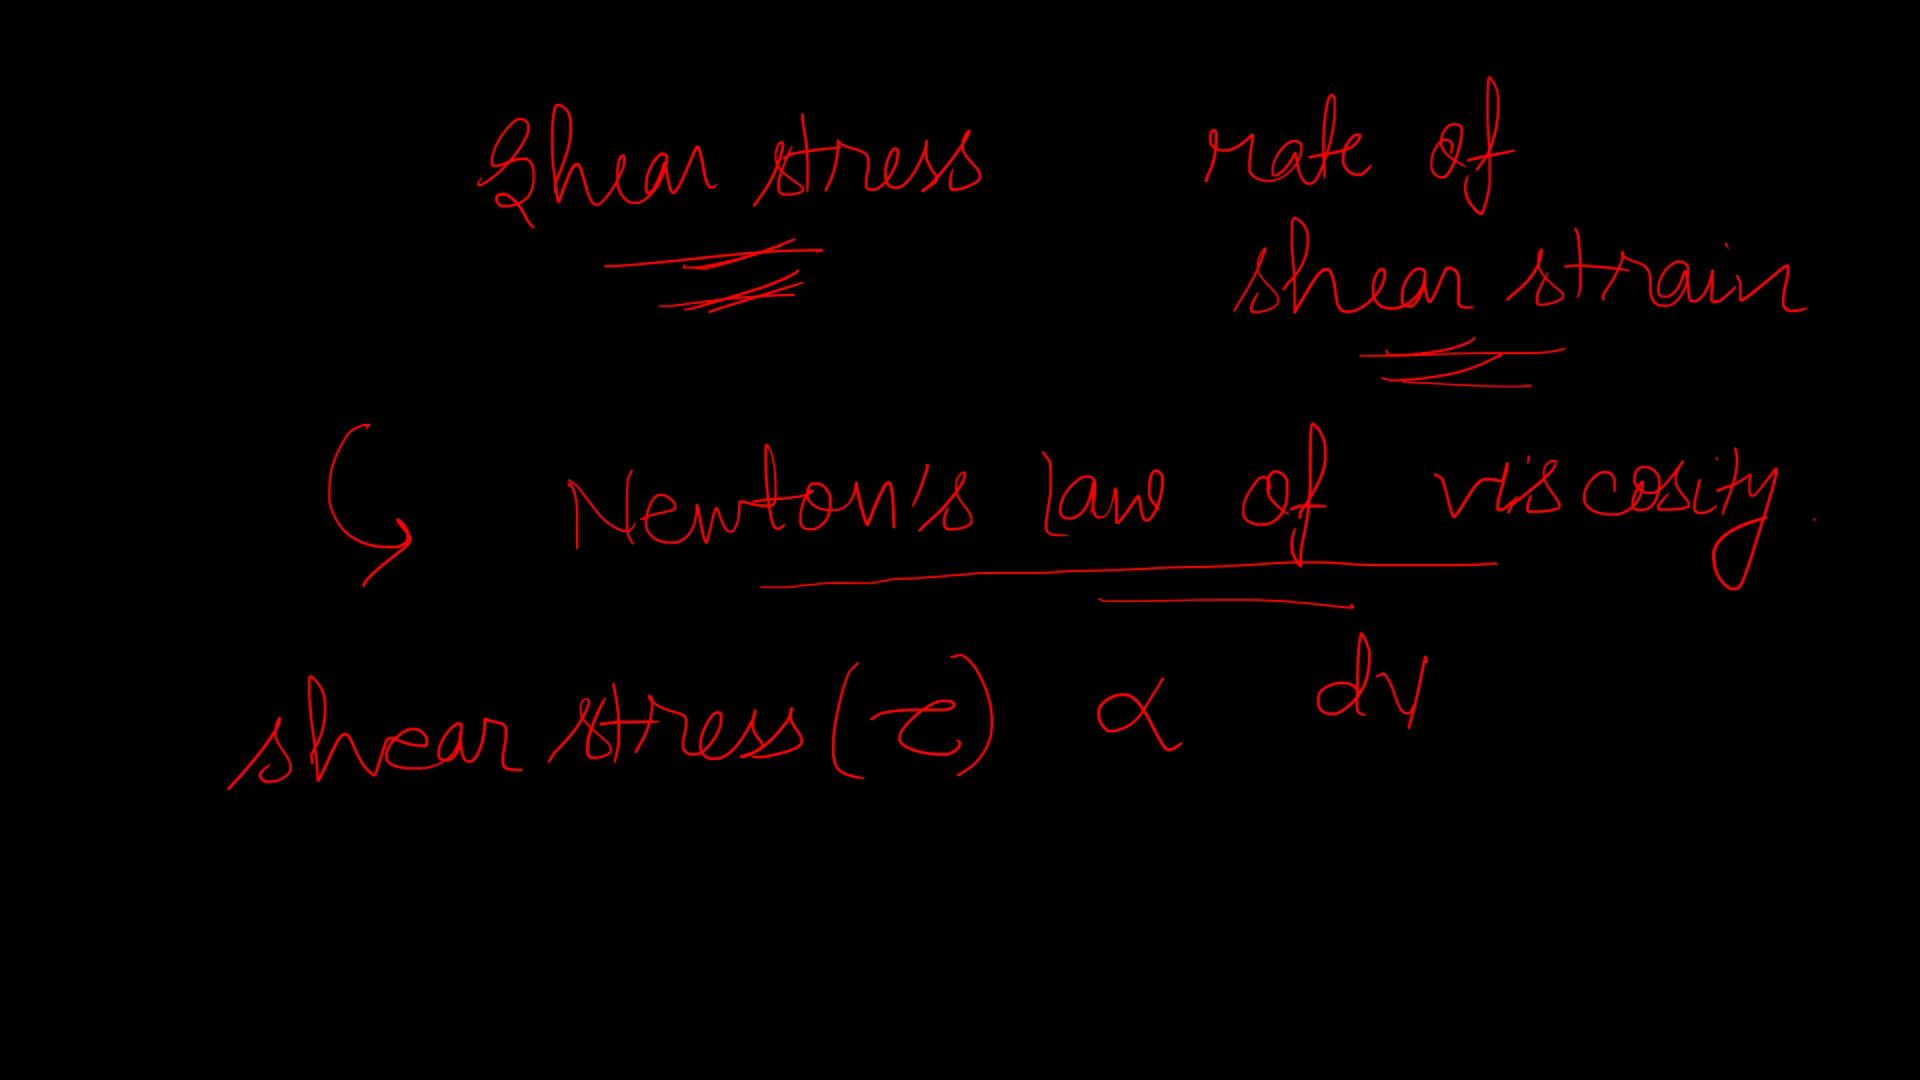 Shear stress rate of
shear strain
Newton's law of viscosity.
shear stress (τ) α dv